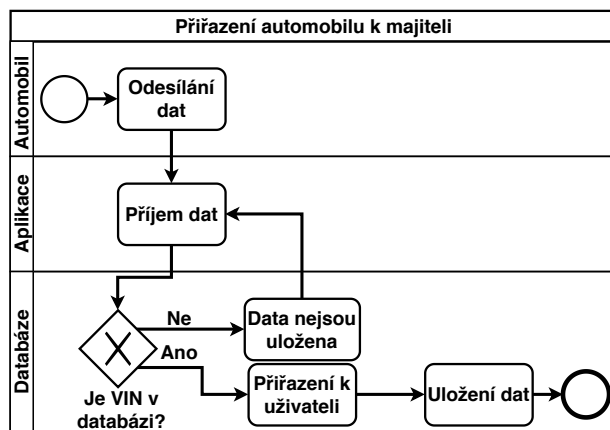 Přiřazení automobilu k majiteli
Automobil
Odesílání
dat
Aplikace
Příjem dat
Databáze
Ne
Data nejsou
uložena
Ano
Je VIN v
databázi?
Přiřazení k
uživateli
Uložení dat